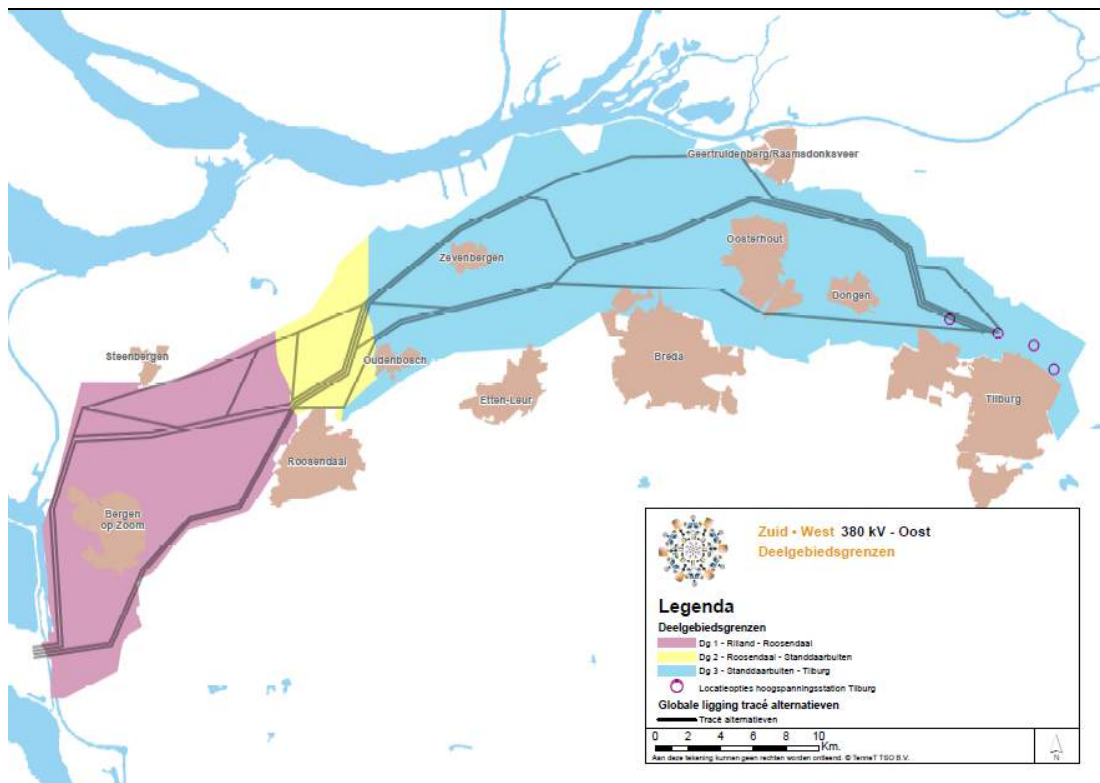 Geertruidenberg/Raamsdonksveer
Oosterhout
Zevenbergen
Dongen
Steenbergen
Oudenbosch
Breda
Etten-Leur
Tilburg
Roosendaal
Bergen
op Zoom
Zuid • West 380 kV - Oost
Deelgebiedsgrenzen
Legenda
Deelgebiedsgrenzen
Dg 1 - Rilland - Roosendaal
Dg 2 - Roosendaal - Standdaarbuiten
Dg 3 - Standdaarbuiten - Tilburg
Locatieopties hoogspanningsstation Tilburg
Globale ligging tracé alternatieven
Tracé alternatieven
0 2 4 6 8 10
Km.
Aan deze tekening kunnen geen rechten worden ontleend. © TenneT TSO B.V.
N